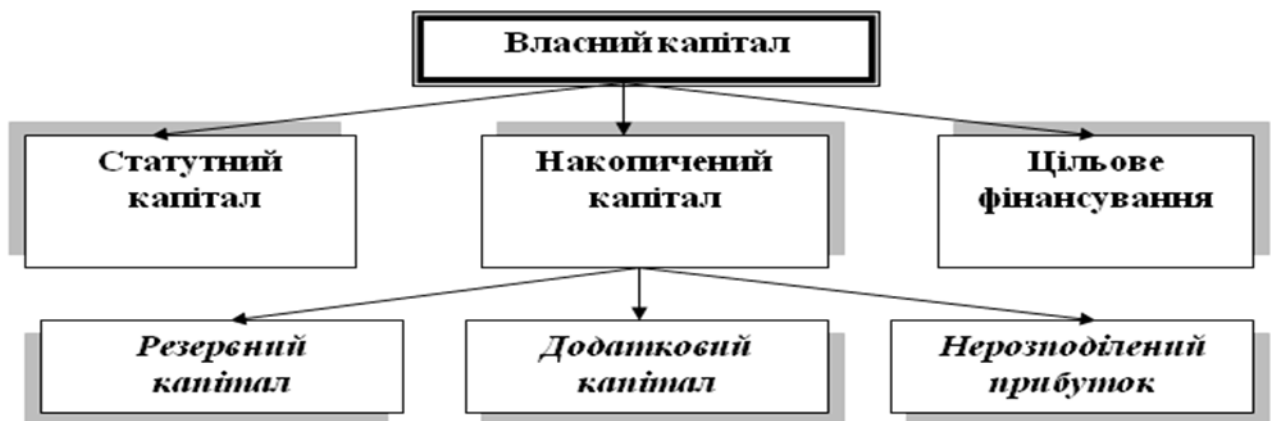 Власний капітал
Статутний
капітал
Накопичений
капітал
Цільове
фінансування
Резервний
капітал
Додатковий
капітал
Нерозподілений
прибуток